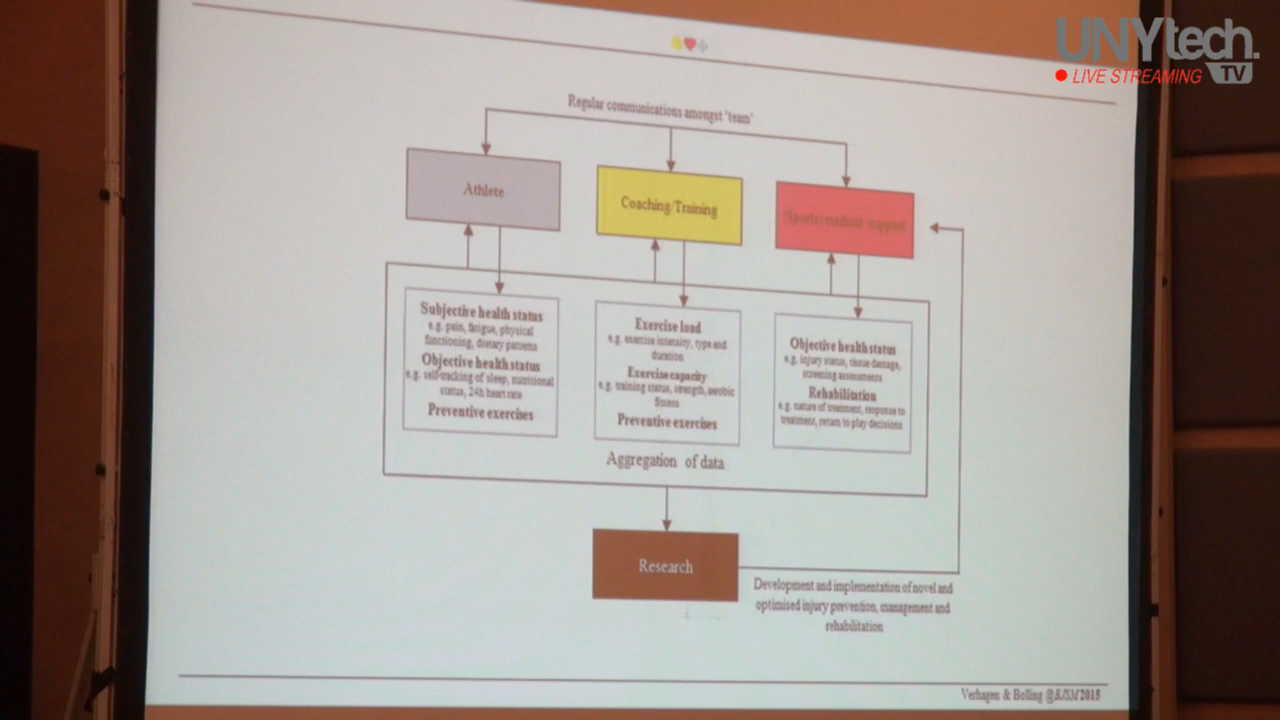 UNYtech.
LIVE STREAMING TV
Regular communications amongst 'team'
Athlete
Coaching/Training
(Sports)medical support
Subjective health status
e.g. pain, fatigue, physical
functioning, dietary patterns
Objective health status
e.g. self-tracking of sleep, nutritional
status, 24h heart rate
Preventive exercises
Exercise load
e.g. exercise intensity, type and
duration
Exercise capacity
e.g. training status, strength, aerobic
fitness
Preventive exercises
Objective health status
e.g. injury status, tissue damage,
screening assessments
Rehabilitation
e.g. nature of treatment, response to
treatment, return to play decisions
Aggregation of data
Research
Development and implementation of novel and
optimised injury prevention, management and
rehabilitation
Verhagen & Bolling @BJSM 2015